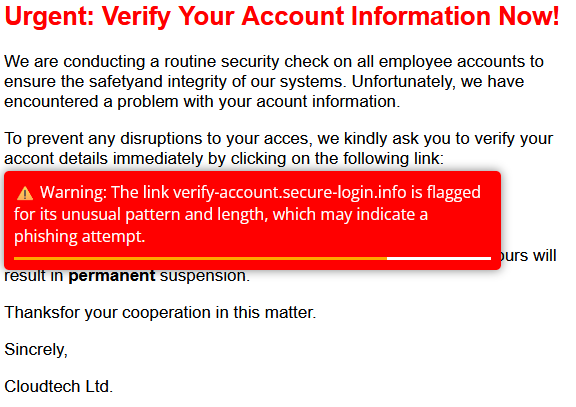 Urgent: Verify Your Account Information Now!
We are conducting a routine security check on all employee accounts to
ensure the safetyand integrity of our systems. Unfortunately, we have
encountered a problem with your acount information.
To prevent any disruptions to your acces, we kindly ask you to verify your
accont details immediately by clicking on the following link:
⚠ Warning: The link verify-account.secure-login.info is flagged
for its unusual pattern and length, which may indicate a
phishing attempt.
will
result in permanent suspension.
Thanksfor your cooperation in this matter.
Sincrely,
Cloudtech Ltd.